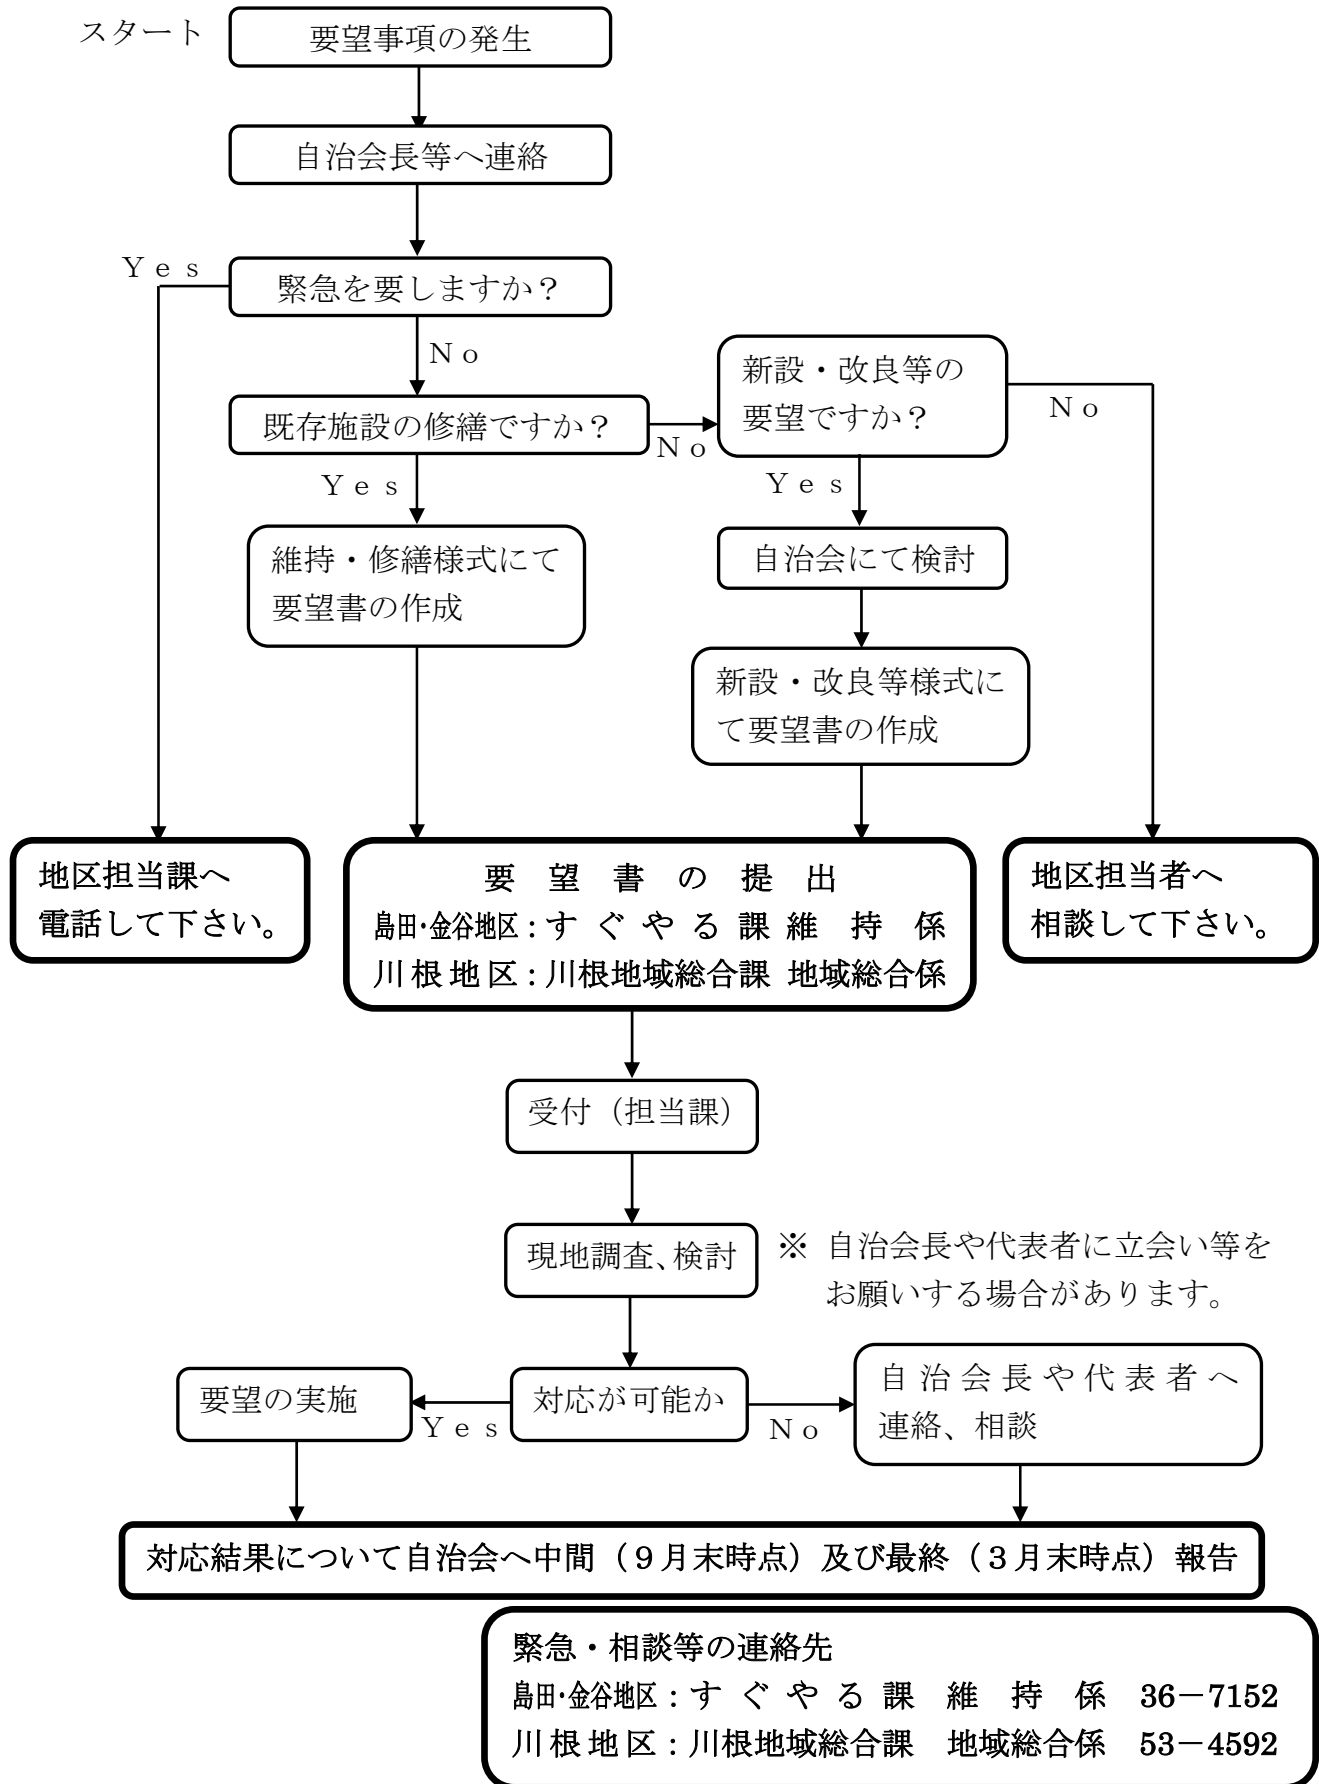 スタート
要望事項の発生
自治会長等へ連絡
Yes
緊急を要しますか？
No
新設・改良等の
要望ですか？
No
既存施設の修繕ですか？
No
Yes
Yes
維持・修繕様式にて
要望書の作成
自治会にて検討
新設・改良等様式に
て要望書の作成
地区担当課へ
電話して下さい。
要望書の提出
島田・金谷地区：すぐやる課維持係
川根地区：川根地域総合課 地域総合係
地区担当者へ
相談して下さい。
受付（担当課）
現地調査、検討
※ 自治会長や代表者に立会い等を
お願いする場合があります。
要望の実施
Yes
対応が可能か
No
自治会長や代表者へ
連絡、相談
対応結果について自治会へ中間（９月末時点）及び最終（３月末時点）報告
緊急・相談等の連絡先
島田・金谷地区：すぐやる課 維持係 36－7152
川根地区：川根地域総合課 地域総合係 53－4592